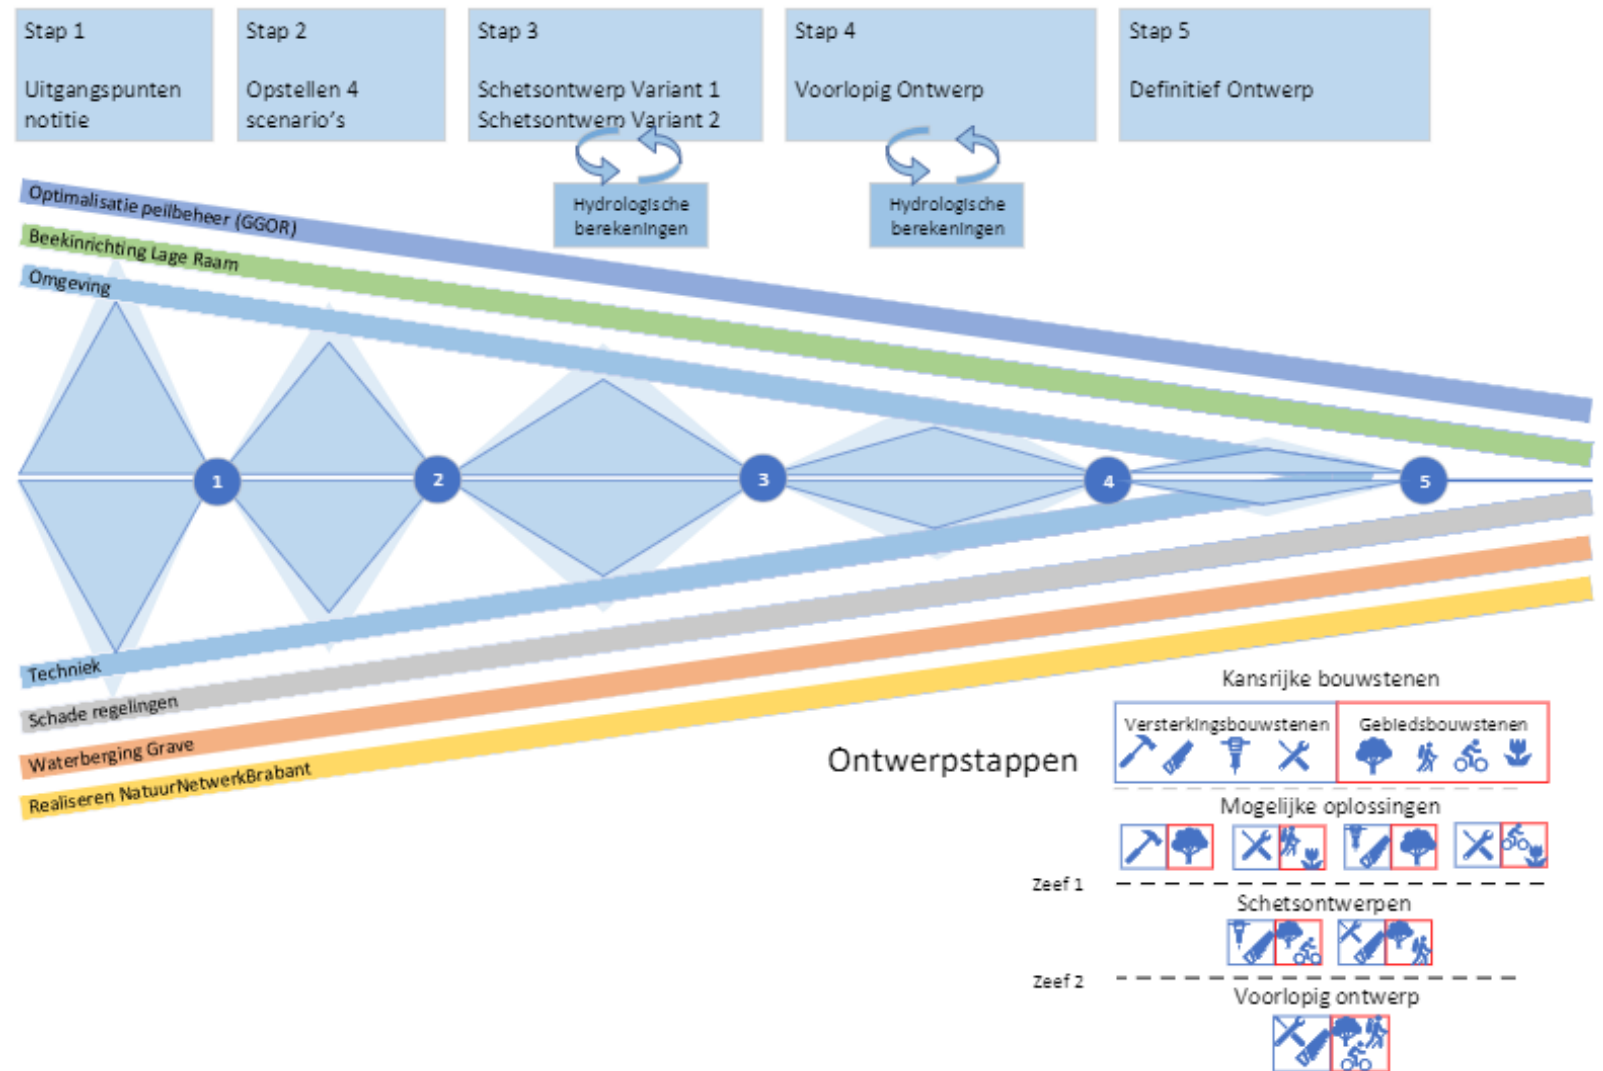 Stap 1
Uitgangspunten
notitie
Stap 2
Opstellen 4
scenario's
Stap 3
Schetsontwerp Variant 1
Schetsontwerp Variant 2
Stap 4
Voorlopig Ontwerp
Stap 5
Definitief Ontwerp
Hydrologische
berekeningen
Hydrologische
berekeningen
Optimalisatie peilbeheer (GGOR)
Beekinrichting Lage Raam
Omgeving
1
2
3
4
5
Techniek
Schade regelingen
Waterberging Grave
Realiseren NatuurNetwerkBrabant
Ontwerpstappen
Kansrijke bouwstenen
Versterkingsbouwstenen
Gebiedsbouwstenen
Mogelijke oplossingen
Zeef 1
Schetsontwerpen
Zeef 2
Voorlopig ontwerp